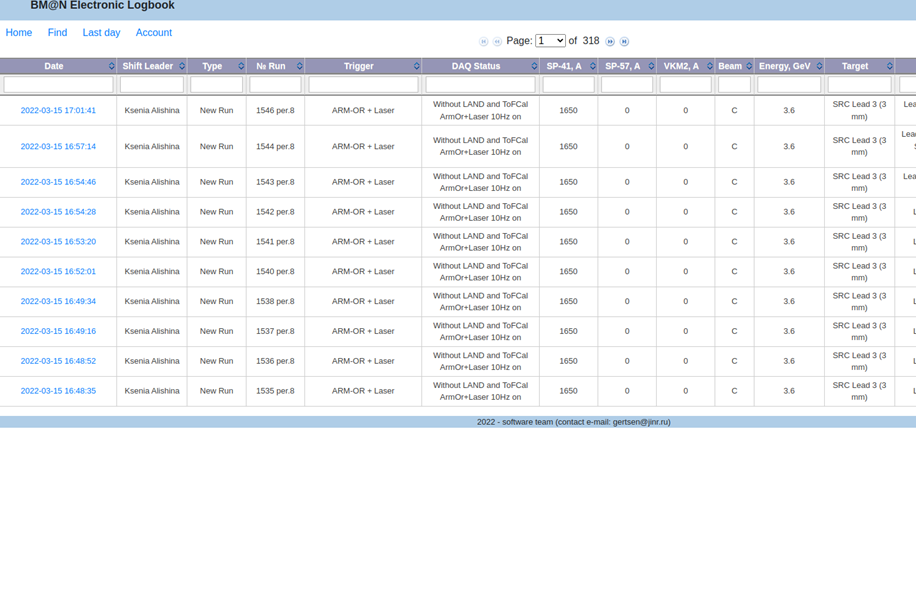 BM@N Electronic Logbook
Home Find Last day Account
Page: 1 of 318
Date Shift Leader Type № Run Trigger DAQ Status SP-41, A SP-57, A VKM2, A Beam Energy, GeV Target
2022-03-15 17:01:41 Ksenia Alishina New Run 1546 per.8 ARM-OR + Laser Without LAND and ToFCal 1650 0 0 C 3.6 SRC Lead 3 (3 Lea
ArmOr+Laser 10Hz on mm)
2022-03-15 16:57:14 Ksenia Alishina New Run 1544 per.8 ARM-OR + Laser Without LAND and ToFCal 1650 0 0 C 3.6 SRC Lead 3 (3 Lea
ArmOr+Laser 10Hz on mm)
2022-03-15 16:54:46 Ksenia Alishina New Run 1543 per.8 ARM-OR + Laser Without LAND and ToFCal 1650 0 0 C 3.6 SRC Lead 3 (3 Lea
ArmOr+Laser 10Hz on mm)
2022-03-15 16:54:28 Ksenia Alishina New Run 1542 per.8 ARM-OR + Laser Without LAND and ToFCal 1650 0 0 C 3.6 SRC Lead 3 (3 L
ArmOr+Laser 10Hz on mm)
2022-03-15 16:53:20 Ksenia Alishina New Run 1541 per.8 ARM-OR + Laser Without LAND and ToFCal 1650 0 0 C 3.6 SRC Lead 3 (3 L
ArmOr+Laser 10Hz on mm)
2022-03-15 16:52:01 Ksenia Alishina New Run 1540 per.8 ARM-OR + Laser Without LAND and ToFCal 1650 0 0 C 3.6 SRC Lead 3 (3 L
ArmOr+Laser 10Hz on mm)
2022-03-15 16:49:34 Ksenia Alishina New Run 1538 per.8 ARM-OR + Laser Without LAND and ToFCal 1650 0 0 C 3.6 SRC Lead 3 (3 L
ArmOr+Laser 10Hz on mm)
2022-03-15 16:49:16 Ksenia Alishina New Run 1537 per.8 ARM-OR + Laser Without LAND and ToFCal 1650 0 0 C 3.6 SRC Lead 3 (3 L
ArmOr+Laser 10Hz on mm)
2022-03-15 16:48:52 Ksenia Alishina New Run 1536 per.8 ARM-OR + Laser Without LAND and ToFCal 1650 0 0 C 3.6 SRC Lead 3 (3 L
ArmOr+Laser 10Hz on mm)
2022-03-15 16:48:35 Ksenia Alishina New Run 1535 per.8 ARM-OR + Laser Without LAND and ToFCal 1650 0 0 C 3.6 SRC Lead 3 (3 L
ArmOr+Laser 10Hz on mm)
2022 - software team (contact e-mail: gertsen@jinr.ru)